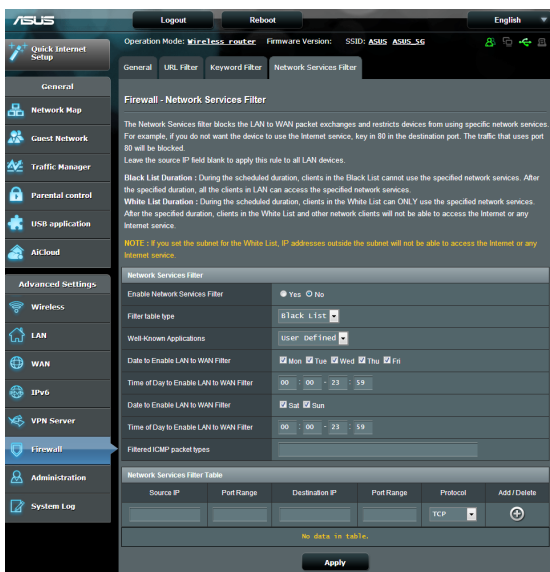 ASUS
Logout
Reboot
English
Operation Mode: Wireless router Firmware Version: SSID: ASUS ASUS_5G
Quick Internet
Setup
General
Network Map
Guest Network
Traffic Manager
Parental control
USB application
AiCloud
Advanced Settings
Wireless
LAN
WAN
IPv6
VPN Server
Firewall
Administration
System Log
General
URL Filter
Keyword Filter
Network Services Filter
Firewall - Network Services Filter
The Network Services filter blocks the LAN to WAN packet exchanges and restricts devices from using specific network services.
For example, if you do not want the device to use the Internet service, key in 80 in the destination port. The traffic that uses port
80 will be blocked.
Leave the source IP field blank to apply this rule to all LAN devices.
Black List Duration : During the scheduled duration, clients in the Black List cannot use the specified network services. After
the specified duration, all the clients in LAN can access the specified network services.
White List Duration : During the scheduled duration, clients in the White List can ONLY use the specified network services.
After the specified duration, clients in the White List and other network clients will not be able to access the Internet or any
Internet service.
NOTE : If you set the subnet for the White List, IP addresses outside the subnet will not be able to access the Internet or any
Internet service.
Network Services Filter
Enable Network Services Filter Yes No
Filter table type Black List
Well-Known Applications User Defined
Date to Enable LAN to WAN Filter Mon Tue Wed Thu Fri
Time of Day to Enable LAN to WAN Filter 00 : 00 - 23 : 59
Date to Enable LAN to WAN Filter Sat Sun
Time of Day to Enable LAN to WAN Filter 00 : 00 - 23 : 59
Filtered ICMP packet types
Network Services Filter Table
Source IP Port Range Destination IP Port Range Protocol Add / Delete
TCP
No data in table.
Apply